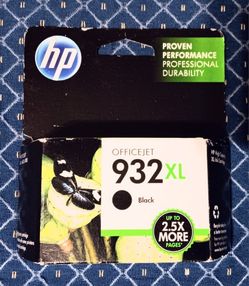 hp
PROVEN
PERFORMANCE
PROFESSIONAL
DURABILITY
OFFICEJET
932XL
Black
UP TO
2.5X
MORE
PAGES